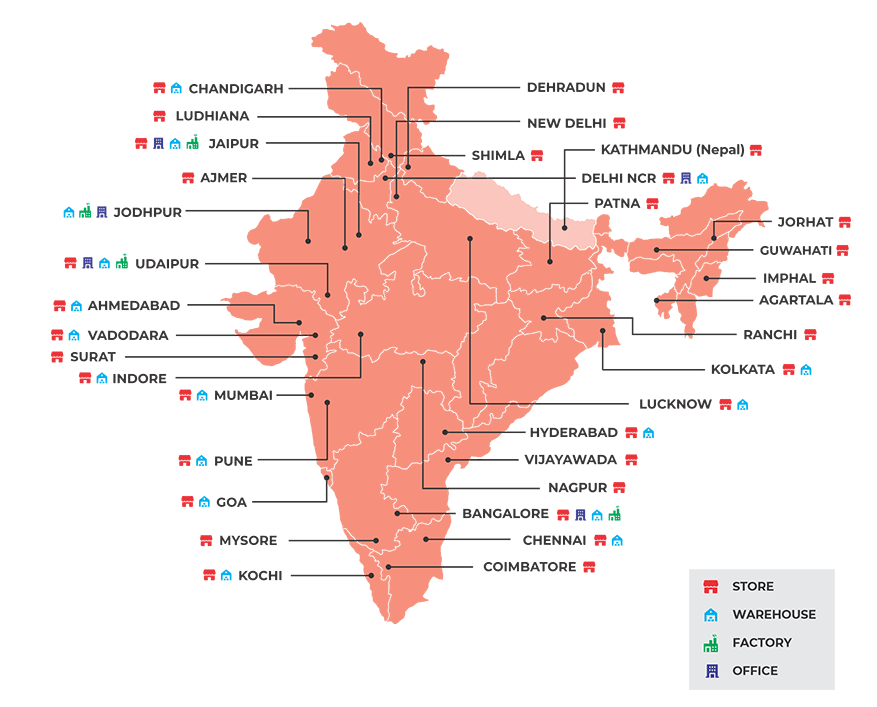 CHANDIGARH
LUDHIANA
JAIPUR
AJMER
JODHPUR
UDAIPUR
AHMEDABAD
VADODARA
SURAT
INDORE
MUMBAI
PUNE
GOA
MYSORE
KOCHI
DEHRADUN
NEW DELHI
SHIMLA
KATHMANDU (Nepal)
DELHI NCR
PATNA
JORHAT
GUWAHATI
IMPHAL
AGARTALA
RANCHI
KOLKATA
LUCKNOW
HYDERABAD
VIJAYAWADA
NAGPUR
BANGALORE
CHENNAI
COIMBATORE
STORE
WAREHOUSE
FACTORY
OFFICE